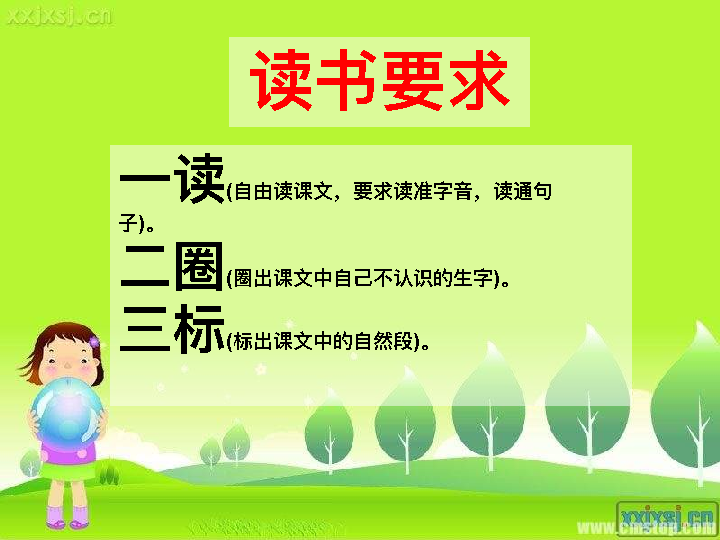 xxjxsj.cn
读书要求
一读(自由读课文，要求读准字音，读通句
子)。
二圈(圈出课文中自己不认识的生字)。
三标(标出课文中的自然段)。
xxjxsj.cn